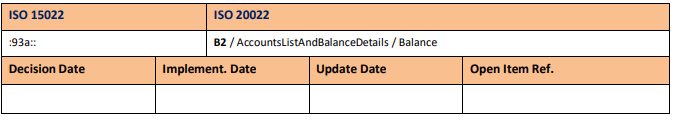 ISO 15022 ISO 20022
:93a:: B2 / AccountsListAndBalanceDetails / Balance
Decision Date Implement. Date Update Date Open Item Ref.